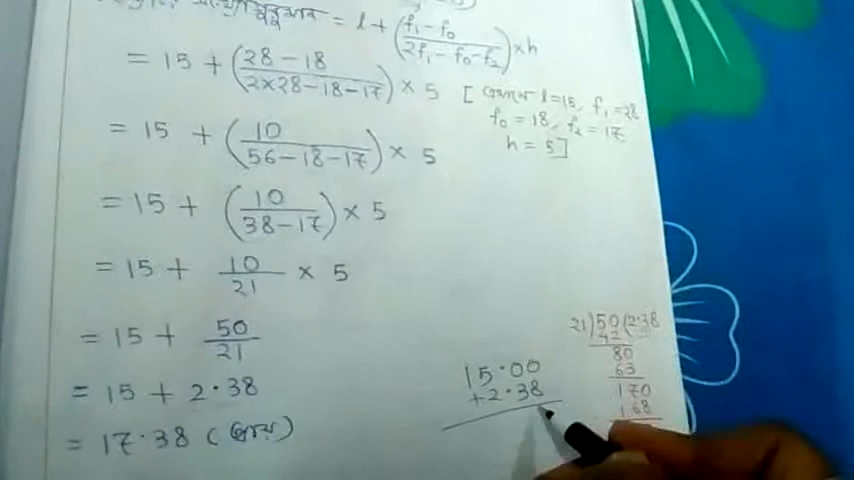 = l + (f₁-f₀ / 2f₁-f₀-f₂) × h
= 15 + (28-18 / 2×28-18-17) × 5 [ এখানে l=15, f₁=28
f₀=18, f₂=17
h=5]
= 15 + (10 / 56-18-17) × 5
= 15 + (10 / 38-17) × 5
= 15 + 10/21 × 5
= 15 + 50/21
= 15 + 2.38
= 17.38 (প্রায়)
15.00
+2.38
21)50(2.38
42
80
63
170
168